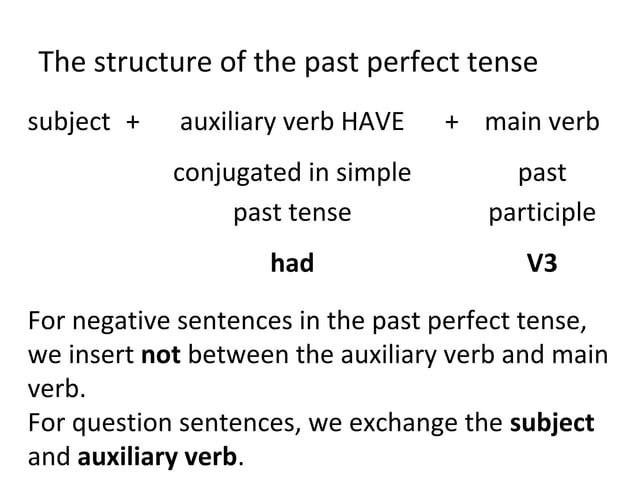 The structure of the past perfect tense
subject + auxiliary verb HAVE + main verb
conjugated in simple past
past tense participle
had V3
For negative sentences in the past perfect tense,
we insert not between the auxiliary verb and main
verb.
For question sentences, we exchange the subject
and auxiliary verb.